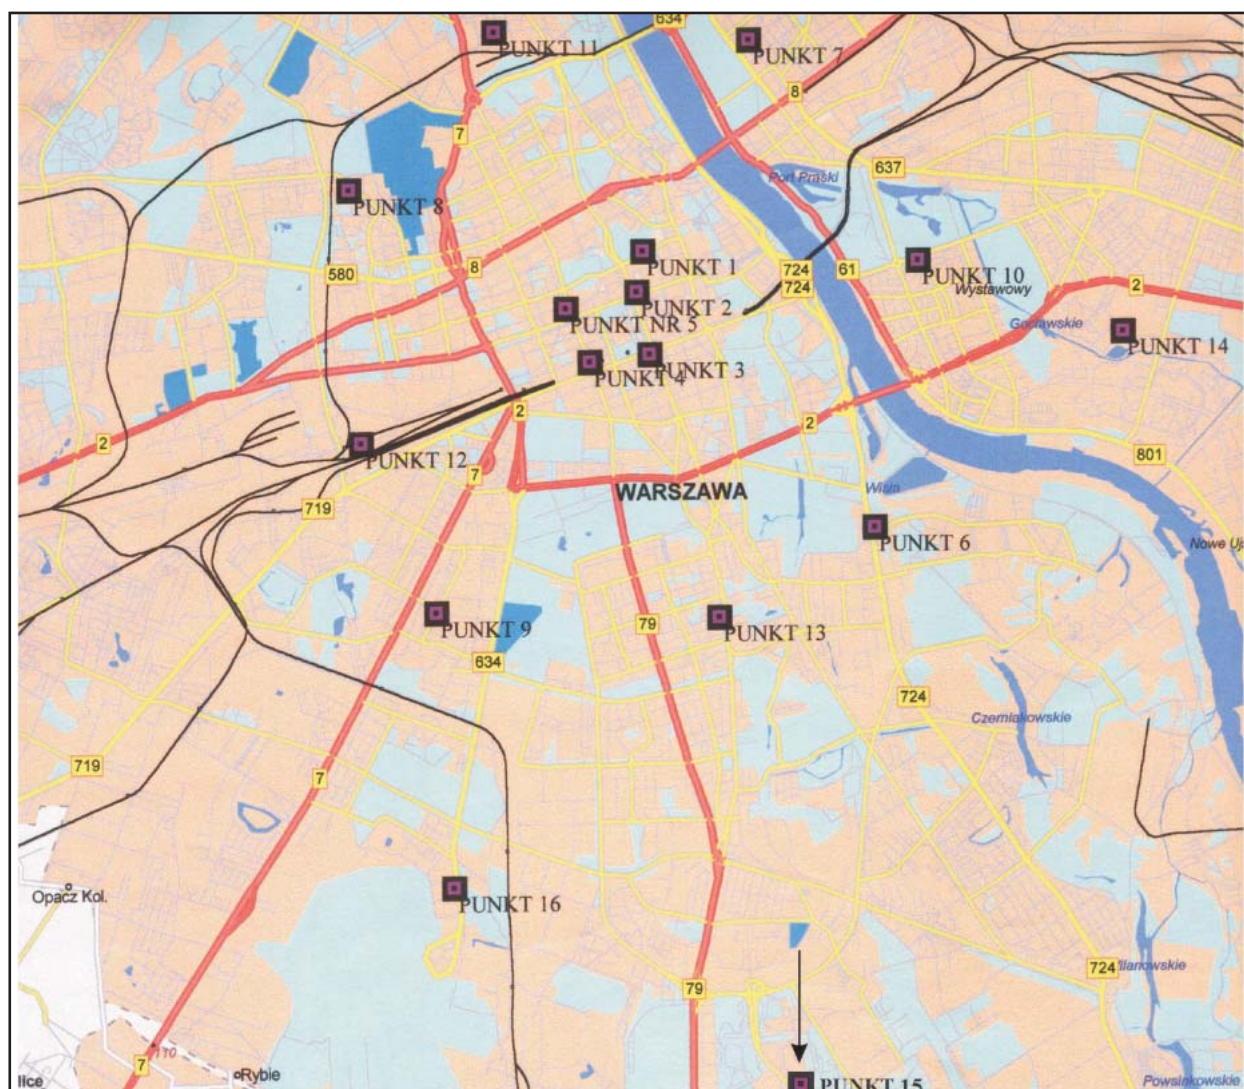 634
PUNKT 11
PUNKT 7
8
7
637
Port Praski
PUNKT 8
PUNKT 1
580
8
724
61
PUNKT 10
724
Wystawowy
2
PUNKT 2
PUNKT NR 5
Gocławskie
PUNKT 14
PUNKT 3
PUNKT 4
2
2
2
PUNKT 12
801
7
719
WARSZAWA
Wisła
PUNKT 6
PUNKT 9
79
PUNKT 13
634
724
Czerniakowskie
719
7
Opacz Kol.
PUNKT 16
724
79
110
7
Rybie
lice
PUNKT 15
Powsinkowskie